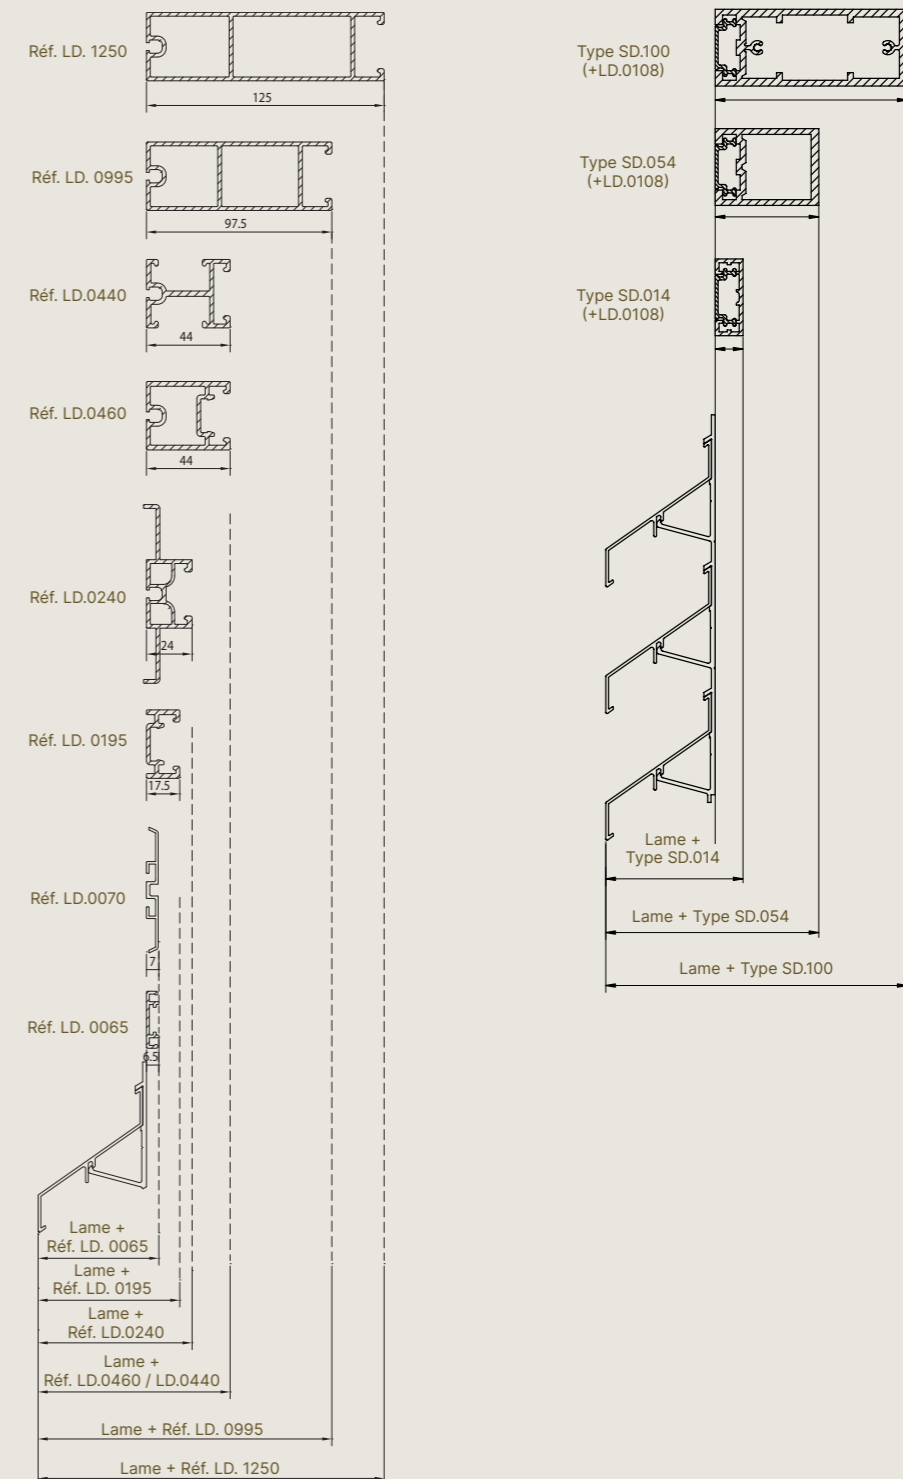 Réf. LD. 1250
125
Réf. LD. 0995
97.5
Réf. LD.0440
44
Réf. LD.0460
44
Réf. LD.0240
24
Réf. LD. 0195
17.5
Réf. LD.0070
7
Réf. LD. 0065
6.5
Lame +
Réf. LD. 0065
Lame +
Réf. LD. 0195
Lame +
Réf. LD.0240
Lame +
Réf. LD.0460 / LD.0440
Lame + Réf. LD. 0995
Lame + Réf. LD. 1250
Type SD.100
(+LD.0108)
Type SD.054
(+LD.0108)
Type SD.014
(+LD.0108)
Lame +
Type SD.014
Lame + Type SD.054
Lame + Type SD.100